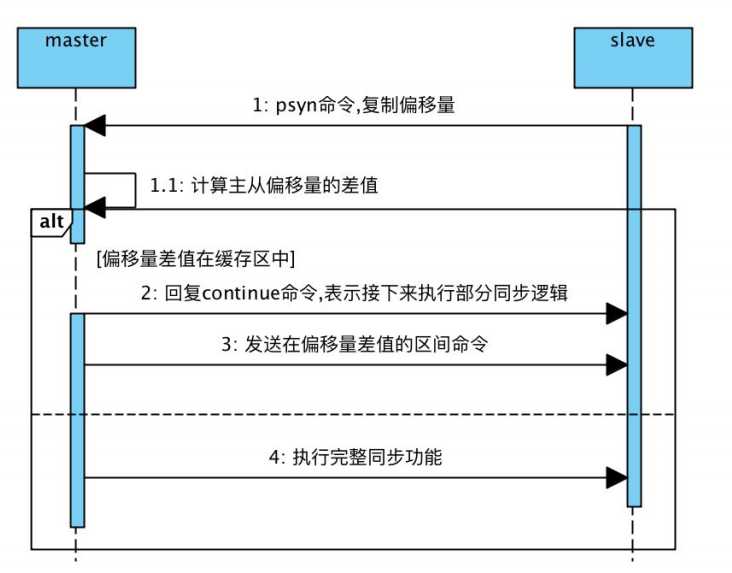 master
slave
1: psyn命令,复制偏移量
1.1: 计算主从偏移量的差值
alt
[偏移量差值在缓存区中]
2: 回复continue命令,表示接下来执行部分同步逻辑
3: 发送在偏移量差值的区间命令
4: 执行完整同步功能